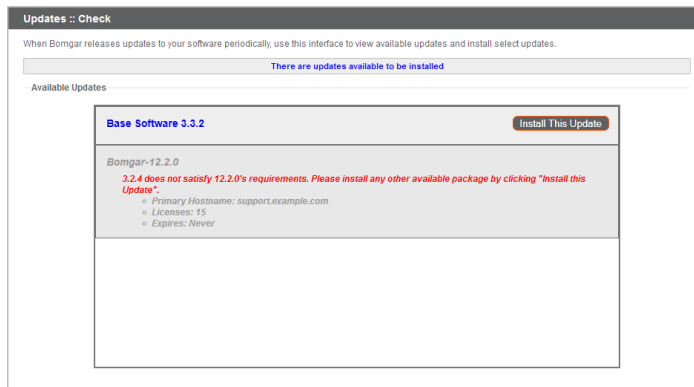 Updates :: Check
When Bomgar releases updates to your software periodically, use this interface to view available updates and install select updates.
There are updates available to be installed
Available Updates
Base Software 3.3.2
Install This Update
Bomgar-12.2.0
3.2.4 does not satisfy 12.2.0's requirements. Please install any other available package by clicking "Install this
Update".
Primary Hostname: support.example.com
Licenses: 15
Expires: Never